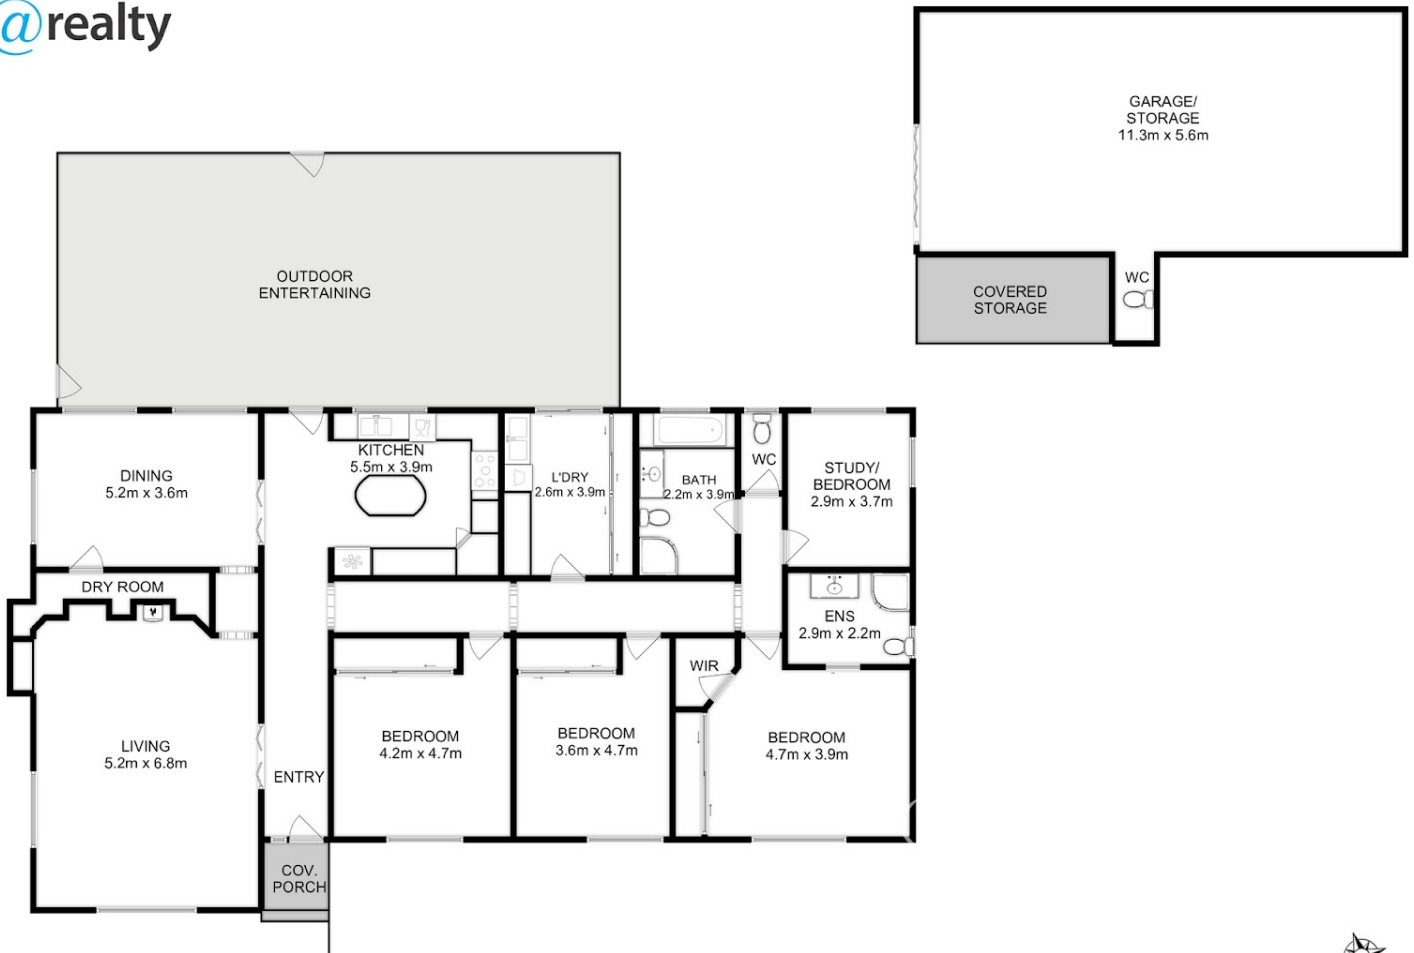 @realty
GARAGE/
STORAGE
11.3m x 5.6m
OUTDOOR
ENTERTAINING
WC
COVERED
STORAGE
KITCHEN
5.5m x 3.9m
DINING
5.2m x 3.6m
L'DRY
2.6m x 3.9m
BATH
2.2m x 3.9m
WC
STUDY/
BEDROOM
2.9m x 3.7m
DRY ROOM
ENS
2.9m x 2.2m
WIR
LIVING
5.2m x 6.8m
ENTRY
BEDROOM
4.2m x 4.7m
BEDROOM
3.6m x 4.7m
BEDROOM
4.7m x 3.9m
COV.
PORCH